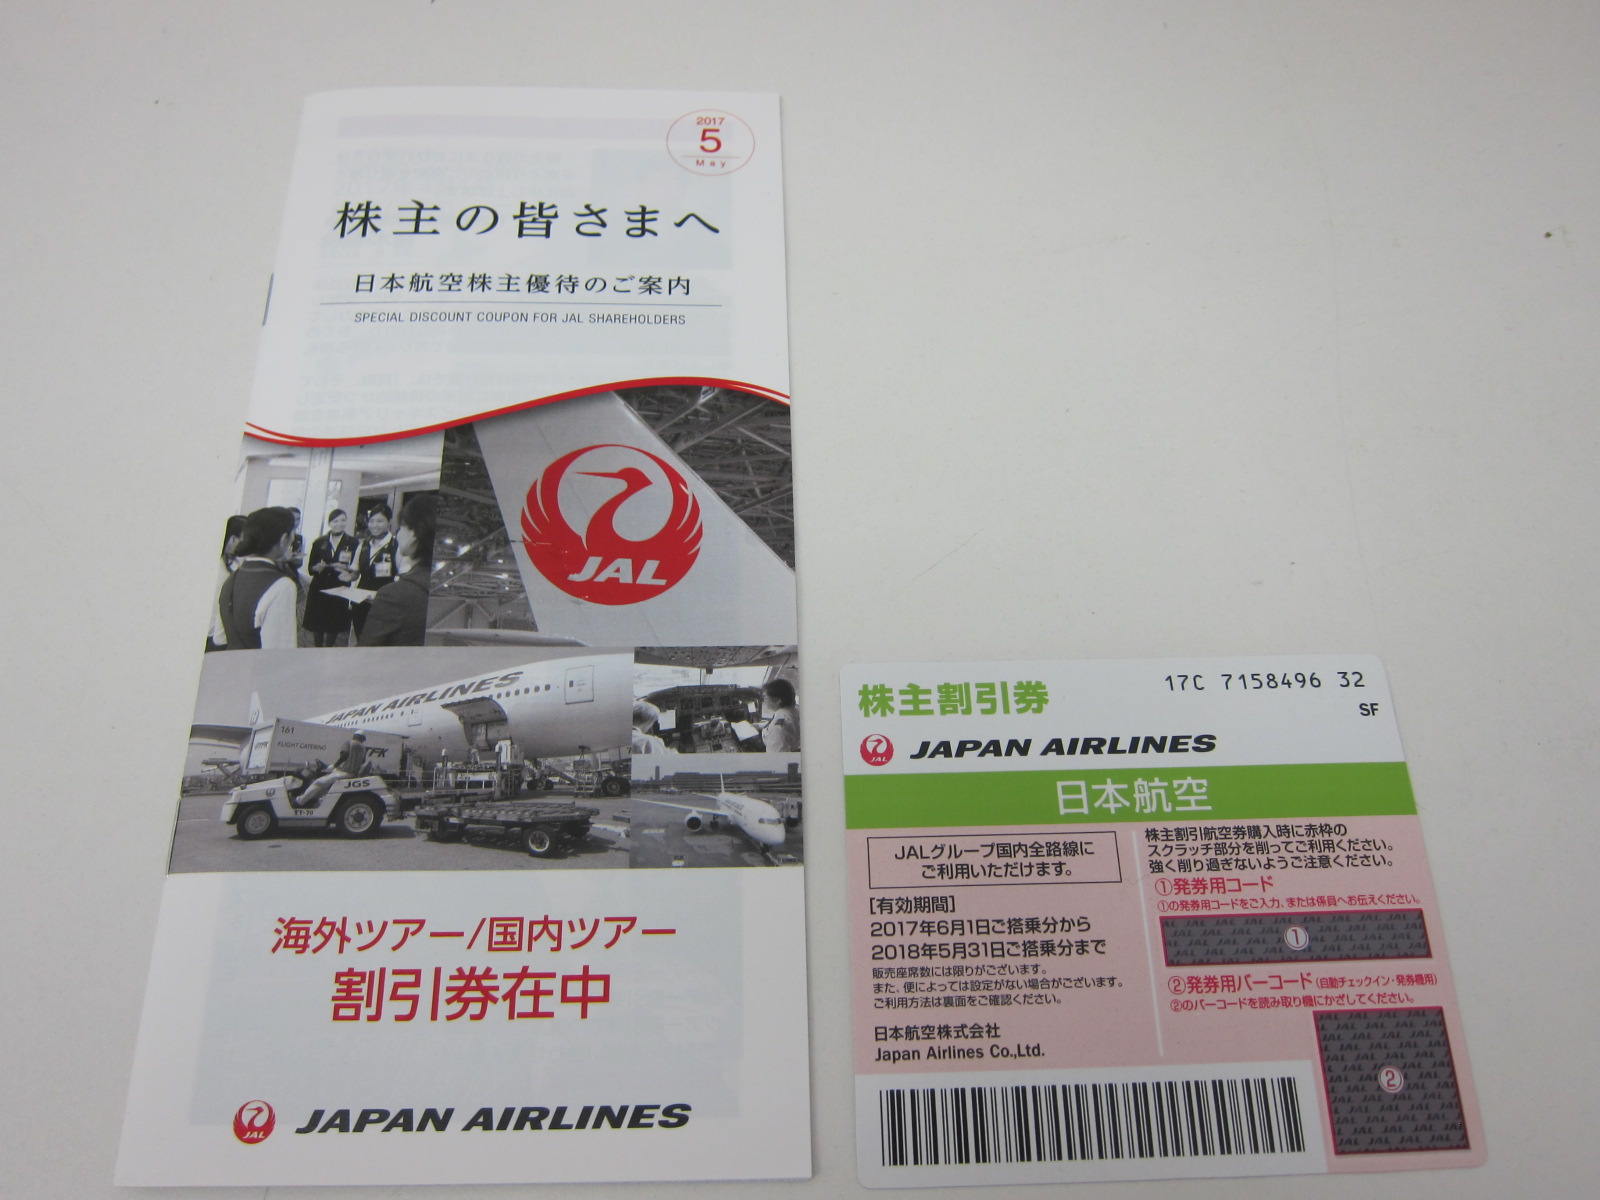 2017
5
May
株主の皆さまへ
日本航空株主優待のご案内
SPECIAL DISCOUNT COUPON FOR JAL SHAREHOLDERS
JAL
JAPAN AIRLINES
161
FLIGHT CATERING
TFK
JGS
海外ツアー/国内ツアー
割引券在中
JAL
JAPAN AIRLINES
株主割引券
17C 7158496 32
SF
JAL
JAPAN AIRLINES
日本航空
JALグループ国内全路線に
ご利用いただけます。
[有効期間]
2017年6月1日ご搭乗分から
2018年5月31日ご搭乗分まで
販売座席数には限りがございます。
また、便によっては設定がない場合がございます。
ご利用方法は裏面をご確認ください。
日本航空株式会社
Japan Airlines Co.,Ltd.
株主割引航空券購入時に赤枠の
スクラッチ部分を削ってご利用ください。
強く削り過ぎないようご注意ください。
①発券用コード
①の発券用コードをご入力、または係員へお伝えください。
①
②発券用バーコード(自動チェックイン・発券機用)
②のバーコードを読み取り機にかざしてください。
②